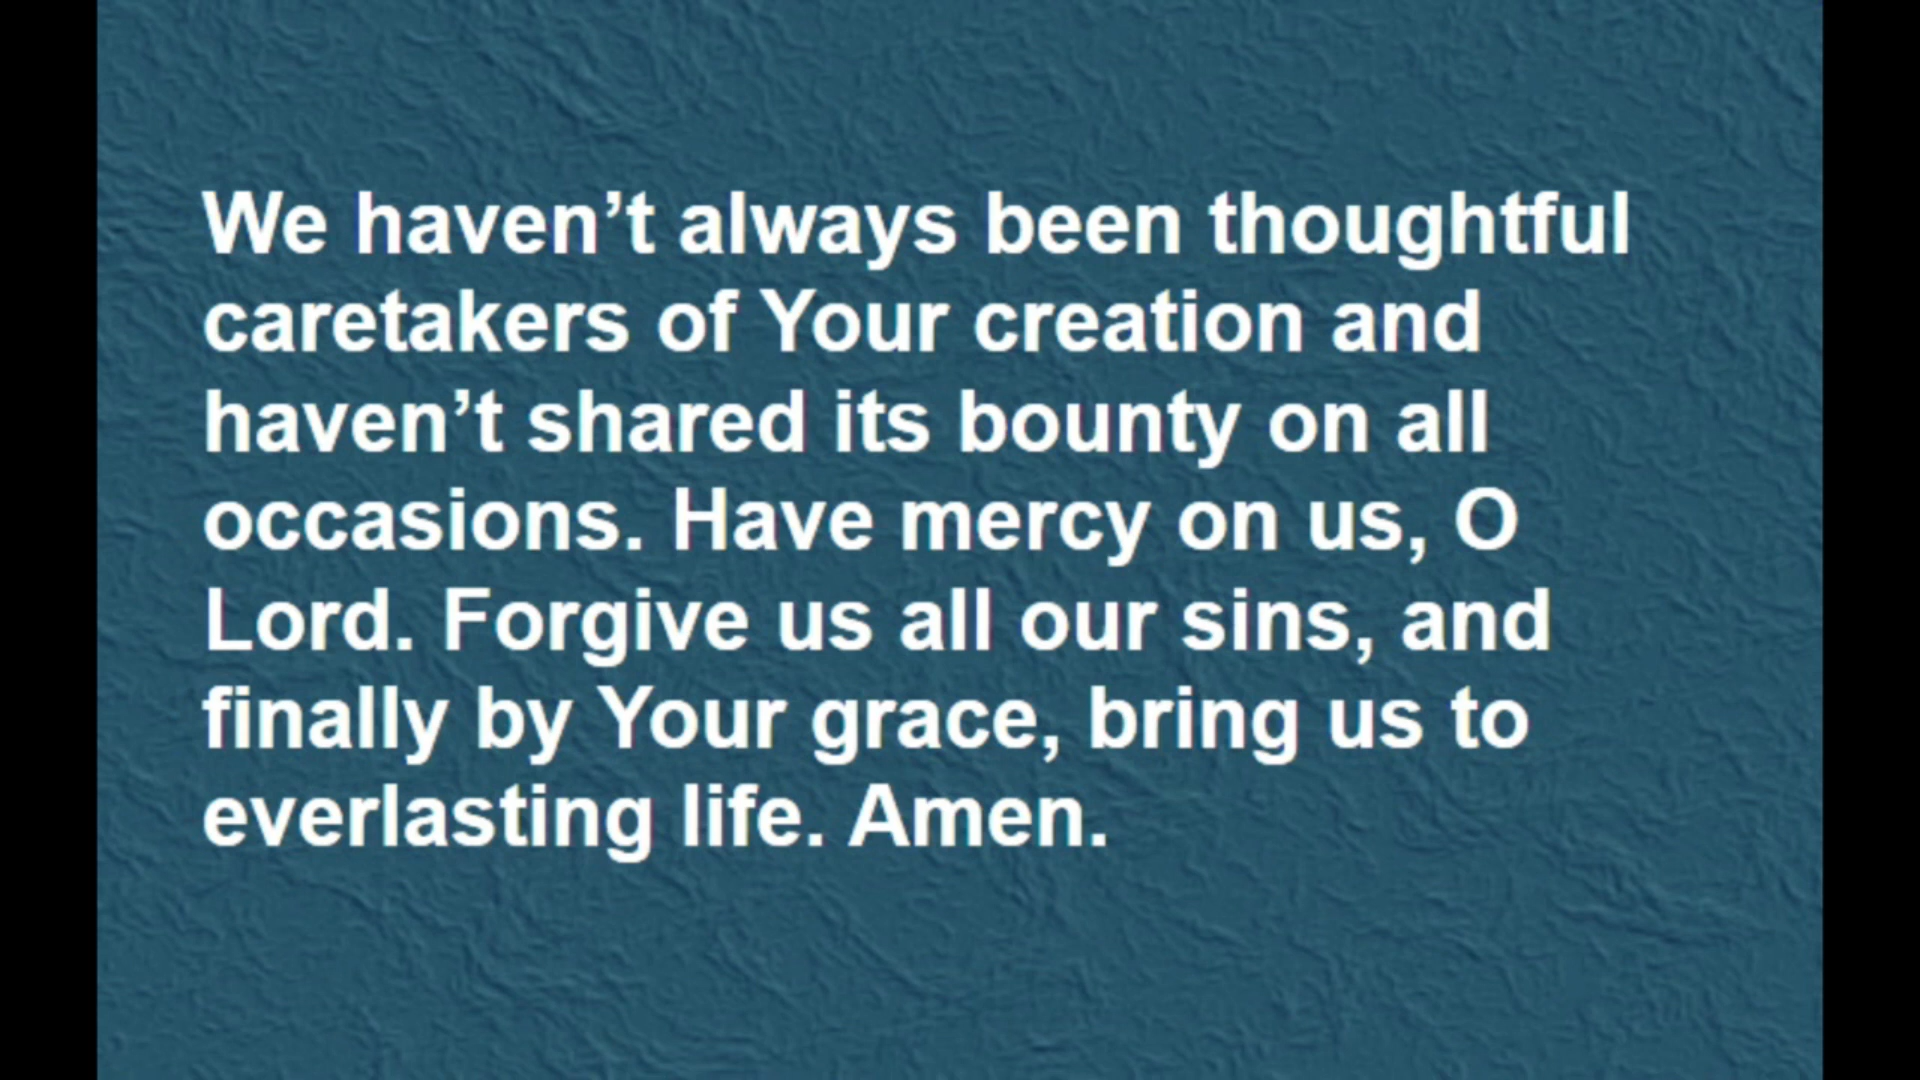 We haven’t always been thoughtful
caretakers of Your creation and
haven’t shared its bounty on all
occasions. Have mercy on us, O
Lord. Forgive us all our sins, and
finally by Your grace, bring us to
everlasting life. Amen.